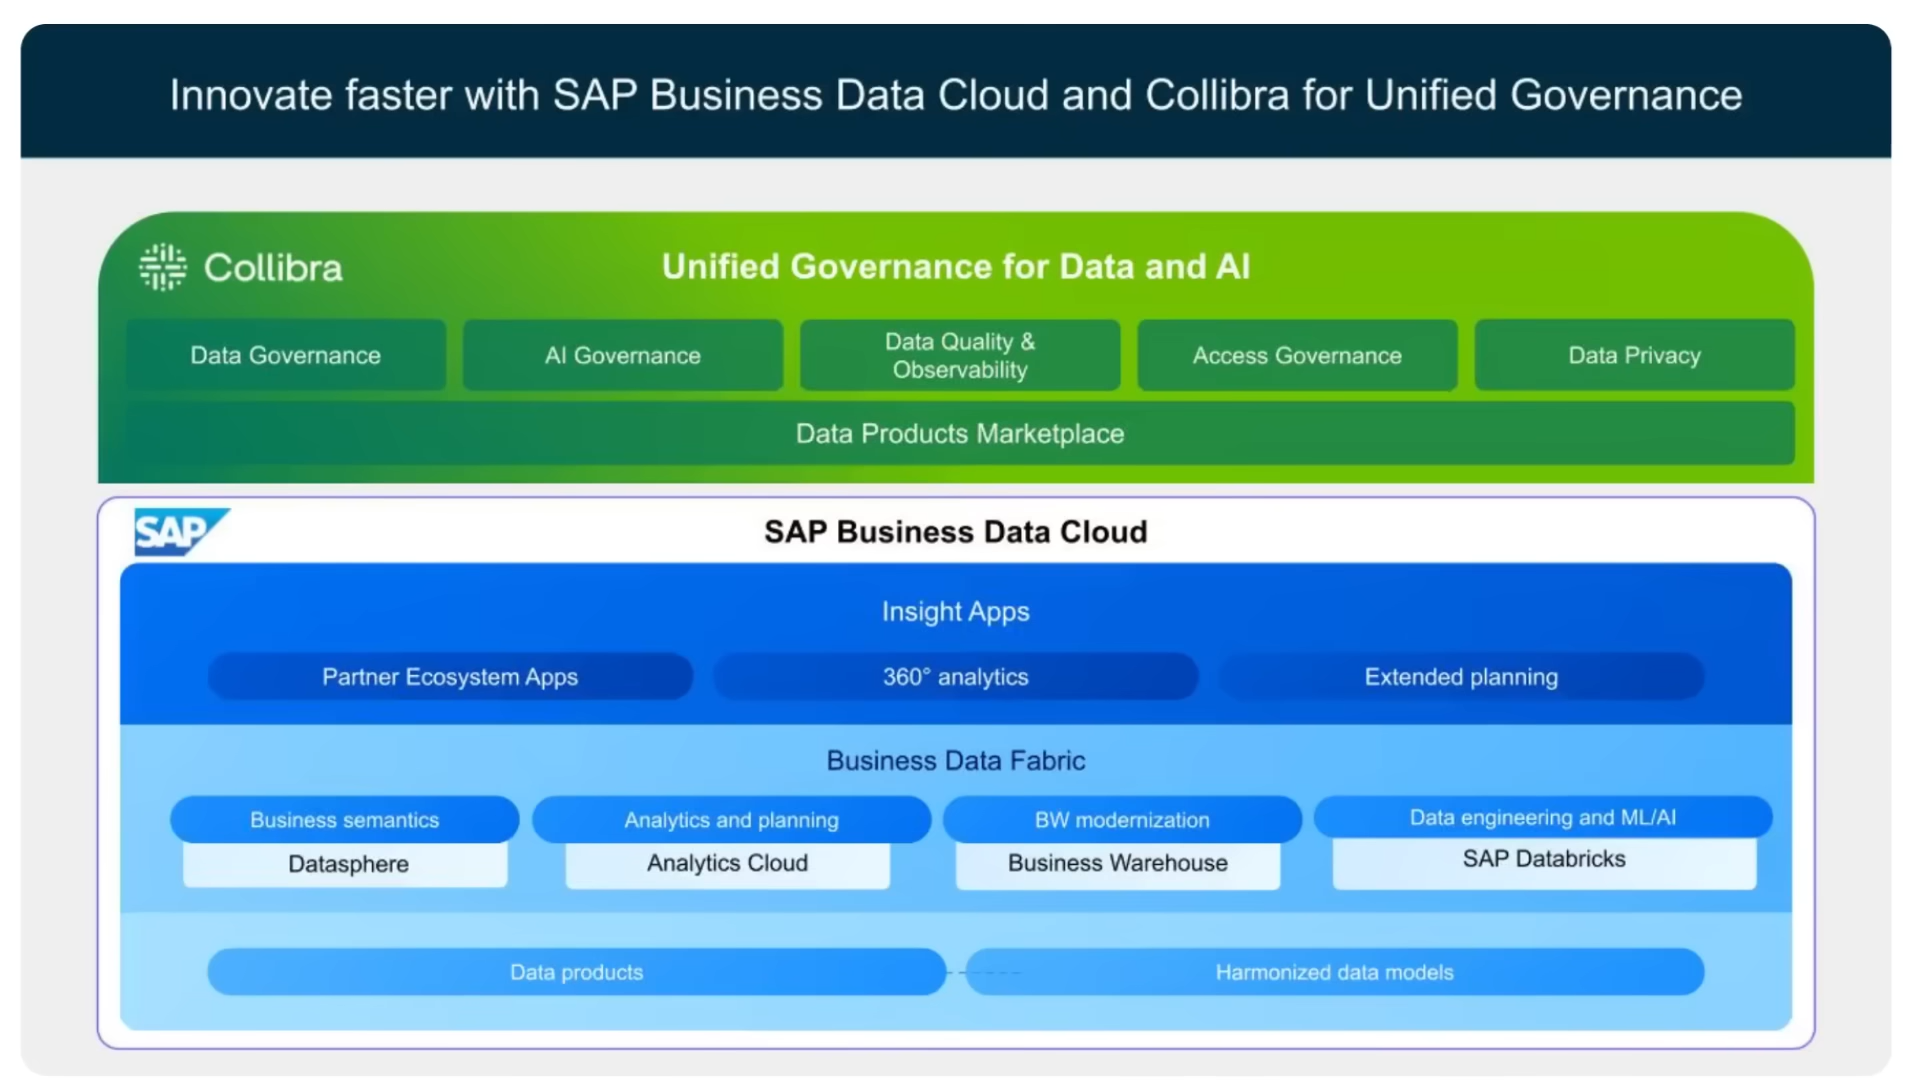 Innovate faster with SAP Business Data Cloud and Collibra for Unified Governance
Collibra
Unified Governance for Data and AI
Data Governance
AI Governance
Data Quality &
Observability
Access Governance
Data Privacy
Data Products Marketplace
SAP
SAP Business Data Cloud
Insight Apps
Partner Ecosystem Apps
360° analytics
Extended planning
Business Data Fabric
Business semantics
Datasphere
Analytics and planning
Analytics Cloud
BW modernization
Business Warehouse
Data engineering and ML/AI
SAP Databricks
Data products
Harmonized data models